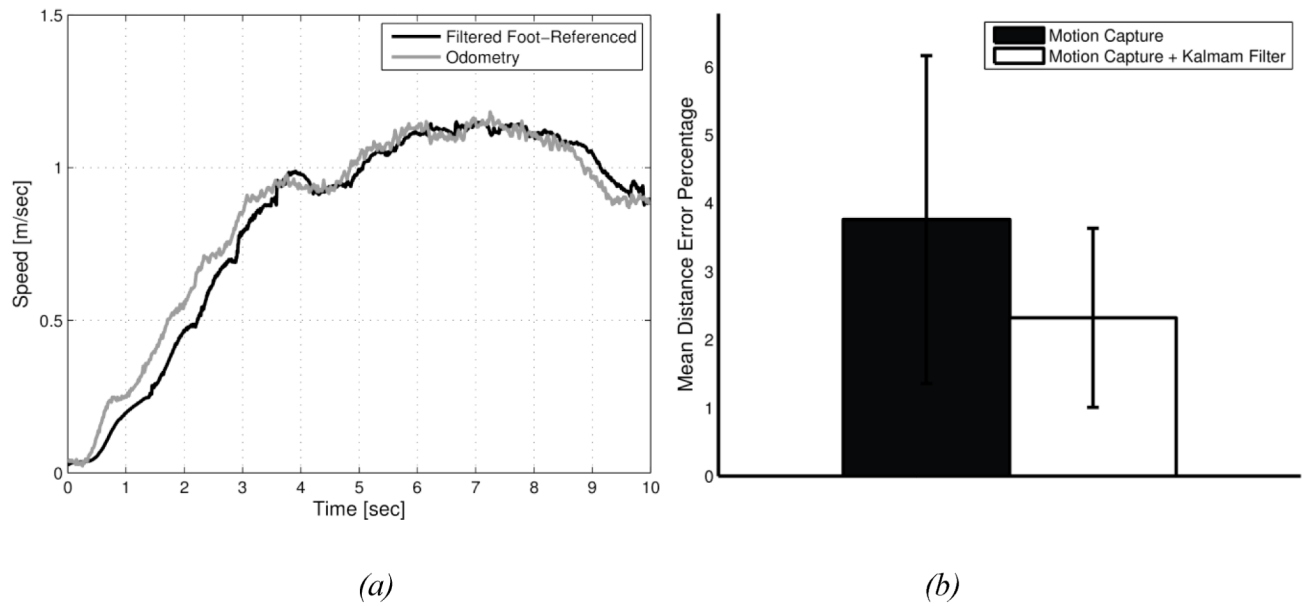 1.5
Filtered Foot-Referenced
Odometry
1
0.5
0
Speed [m/sec]
0 1 2 3 4 5 6 7 8 9 10
Time [sec]
(a)
Motion Capture
Motion Capture + Kalmam Filter
6
5
4
3
2
1
0
Mean Distance Error Percentage
(b)